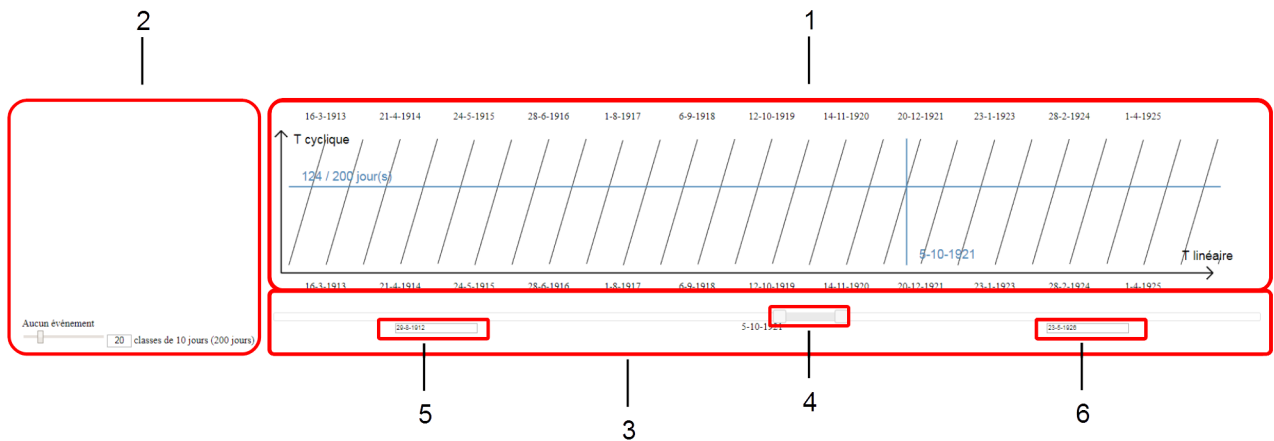 2
1
16-3-1913 21-4-1914 24-5-1915 28-6-1916 1-8-1917 6-9-1918 12-10-1919 14-11-1920 20-12-1921 23-1-1923 28-2-1924 1-4-1925
T cyclique
124 / 200 jour(s)
5-10-1921
T linéaire
16-3-1913 21-4-1914 24-5-1915 28-6-1916 1-8-1917 6-9-1918 12-10-1919 14-11-1920 20-12-1921 23-1-1923 28-2-1924 1-4-1925
Aucun événement
20 classes de 10 jours (200 jours)
29-8-1912
5-10-1921
23-6-1926
5
3
4
6